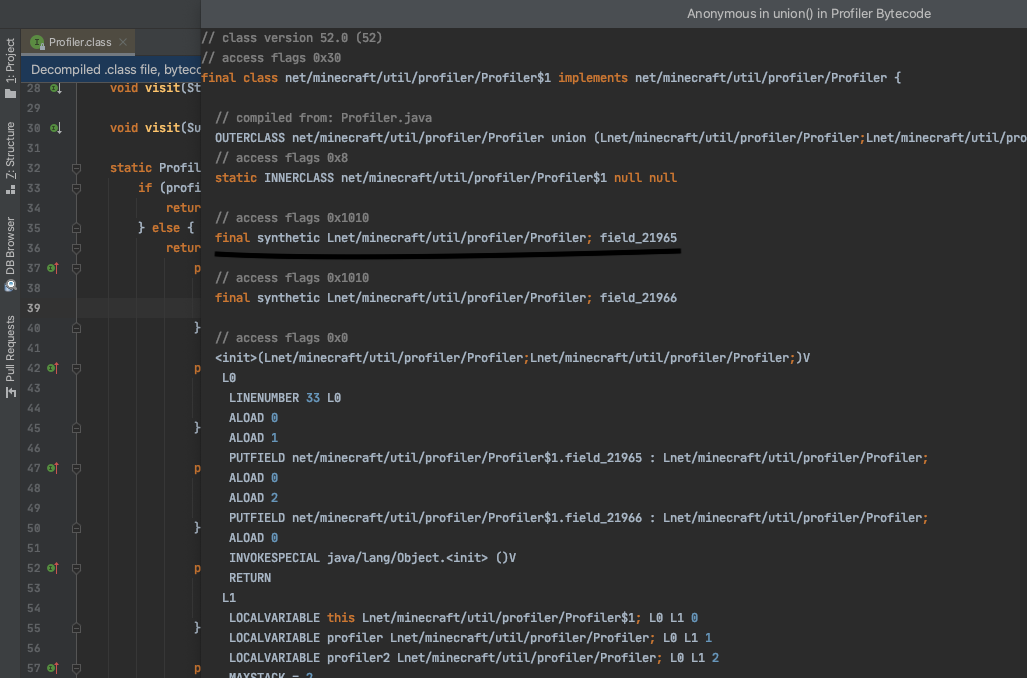 Anonymous in union() in Profiler Bytecode
1: Project
Z: Structure
DB Browser
Pull Requests
Profiler.class
Decompiled .class file, byteco
28 void visit(St
29
30 void visit(Su
31
32 static Profil
33 if (profi
34 retur
35 } else {
36 retur
37 p
38
39
40 }
41
42 p
43
44
45 }
46
47 p
48
49
50 }
51
52 p
53
54
55 }
56
57 p
// class version 52.0 (52)
// access flags 0x30
final class net/minecraft/util/profiler/Profiler$1 implements net/minecraft/util/profiler/Profiler {
// compiled from: Profiler.java
OUTERCLASS net/minecraft/util/profiler/Profiler union (Lnet/minecraft/util/profiler/Profiler;Lnet/minecraft/util/pro
// access flags 0x8
static INNERCLASS net/minecraft/util/profiler/Profiler$1 null null
// access flags 0x1010
final synthetic Lnet/minecraft/util/profiler/Profiler; field_21965
// access flags 0x1010
final synthetic Lnet/minecraft/util/profiler/Profiler; field_21966
// access flags 0x0
<init>(Lnet/minecraft/util/profiler/Profiler;Lnet/minecraft/util/profiler/Profiler;)V
L0
LINENUMBER 33 L0
ALOAD 0
ALOAD 1
PUTFIELD net/minecraft/util/profiler/Profiler$1.field_21965 : Lnet/minecraft/util/profiler/Profiler;
ALOAD 0
ALOAD 2
PUTFIELD net/minecraft/util/profiler/Profiler$1.field_21966 : Lnet/minecraft/util/profiler/Profiler;
ALOAD 0
INVOKESPECIAL java/lang/Object.<init> ()V
RETURN
L1
LOCALVARIABLE this Lnet/minecraft/util/profiler/Profiler$1; L0 L1 0
LOCALVARIABLE profiler Lnet/minecraft/util/profiler/Profiler; L0 L1 1
LOCALVARIABLE profiler2 Lnet/minecraft/util/profiler/Profiler; L0 L1 2
MAXSTACK = 2